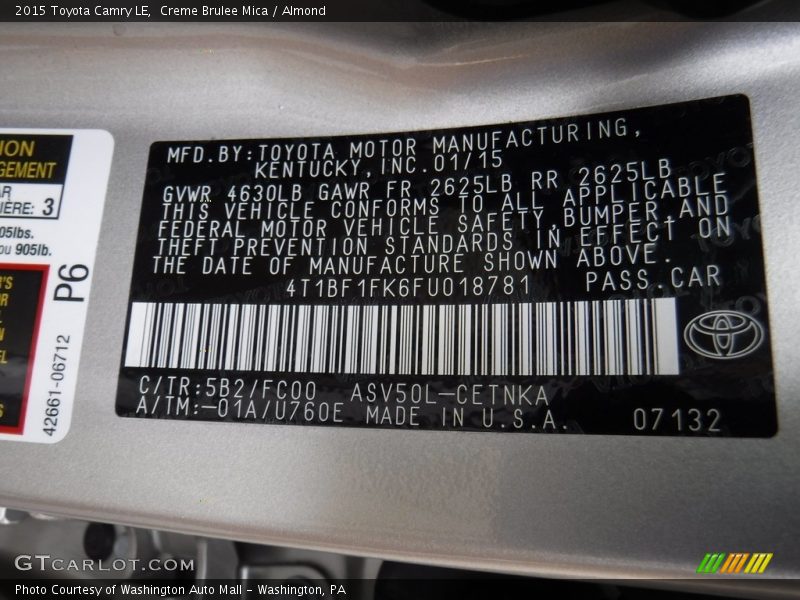 2015 Toyota Camry LE, Creme Brulee Mica / Almond
ION
GEMENT
AR
IÈRE: 3
05lbs.
ou 905lb.
P6
42661-06712
MFD.BY:TOYOTA MOTOR MANUFACTURING,
KENTUCKY,INC.01/15
GVWR 4630LB GAWR FR 2625LB RR 2625LB
THIS VEHICLE CONFORMS TO ALL APPLICABLE
FEDERAL MOTOR VEHICLE SAFETY,BUMPER,AND
THEFT PREVENTION STANDARDS IN EFFECT ON
THE DATE OF MANUFACTURE SHOWN ABOVE.
4T1BF1FK6FU018781 PASS.CAR
C/TR:5B2/FC00 ASV50L-CETNKA
A/TM:-01A/U760E MADE IN U.S.A.
07132
GTCARLOT.COM
Photo Courtesy of Washington Auto Mall - Washington, PA